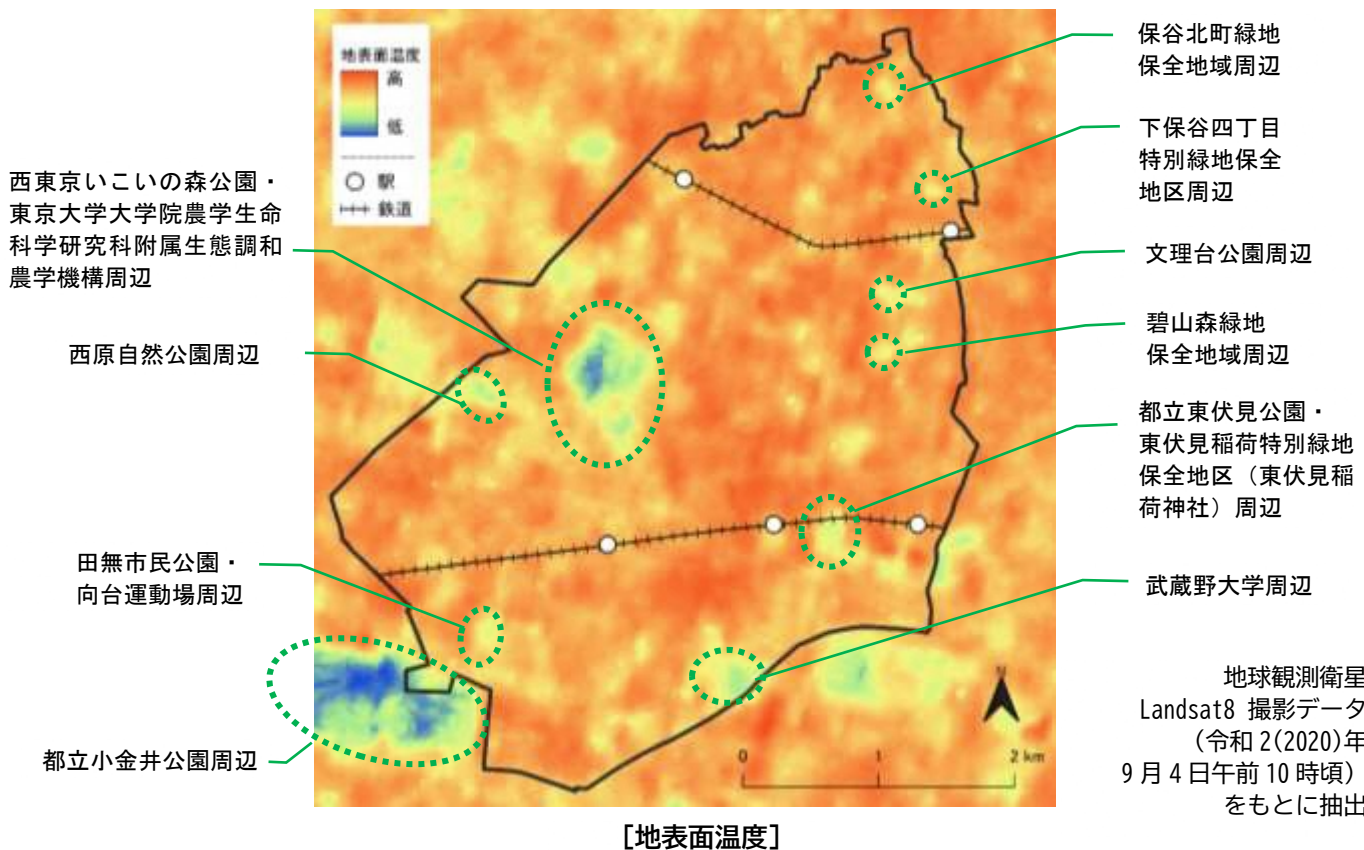 地表面温度
高
低
駅
鉄道
西東京いこいの森公園・
東京大学大学院農学生命
科学研究科附属生態調和
農学機構周辺
西原自然公園周辺
田無市民公園・
向台運動場周辺
都立小金井公園周辺
保谷北町緑地
保全地域周辺
下保谷四丁目
特別緑地保全
地区周辺
文理台公園周辺
碧山森緑地
保全地域周辺
都立東伏見公園・
東伏見稲荷特別緑地
保全地区（東伏見稲
荷神社）周辺
武蔵野大学周辺
N
0 1 2 km
地球観測衛星
Landsat8 撮影データ
（令和 2(2020)年
9 月 4 日午前 10 時頃）
をもとに抽出
［地表面温度］